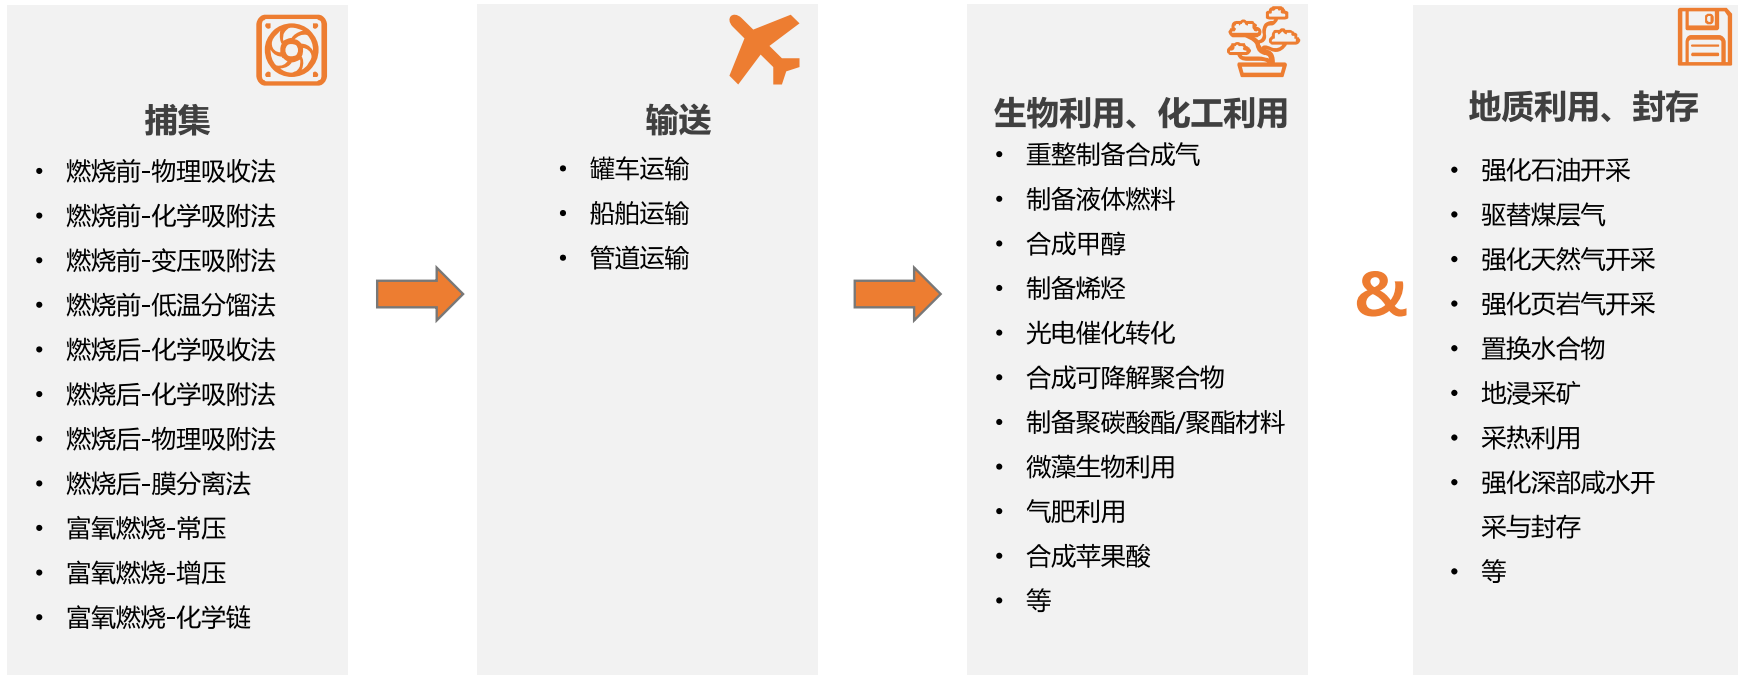 捕集
• 燃烧前-物理吸收法
• 燃烧前-化学吸附法
• 燃烧前-变压吸附法
• 燃烧前-低温分馏法
• 燃烧后-化学吸收法
• 燃烧后-化学吸附法
• 燃烧后-物理吸附法
• 燃烧后-膜分离法
• 富氧燃烧-常压
• 富氧燃烧-增压
• 富氧燃烧-化学链
输送
• 罐车运输
• 船舶运输
• 管道运输
生物利用、化工利用
• 重整制备合成气
• 制备液体燃料
• 合成甲醇
• 制备烯烃
• 光电催化转化
• 合成可降解聚合物
• 制备聚碳酸酯/聚酯材料
• 微藻生物利用
• 气肥利用
• 合成苹果酸
• 等
&
地质利用、封存
• 强化石油开采
• 驱替煤层气
• 强化天然气开采
• 强化页岩气开采
• 置换水合物
• 地浸采矿
• 采热利用
• 强化深部咸水开
采与封存
• 等